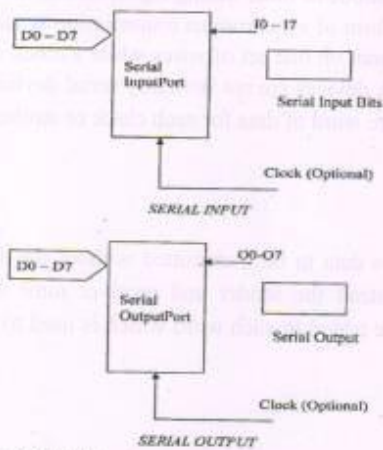 D0 – D7
I0 - I7
Serial
InputPort
Serial Input Bits
Clock (Optional)
SERIAL INPUT
D0 – D7
O0-O7
Serial
OutputPort
Serial Output
Clock (Optional)
SERIAL OUTPUT